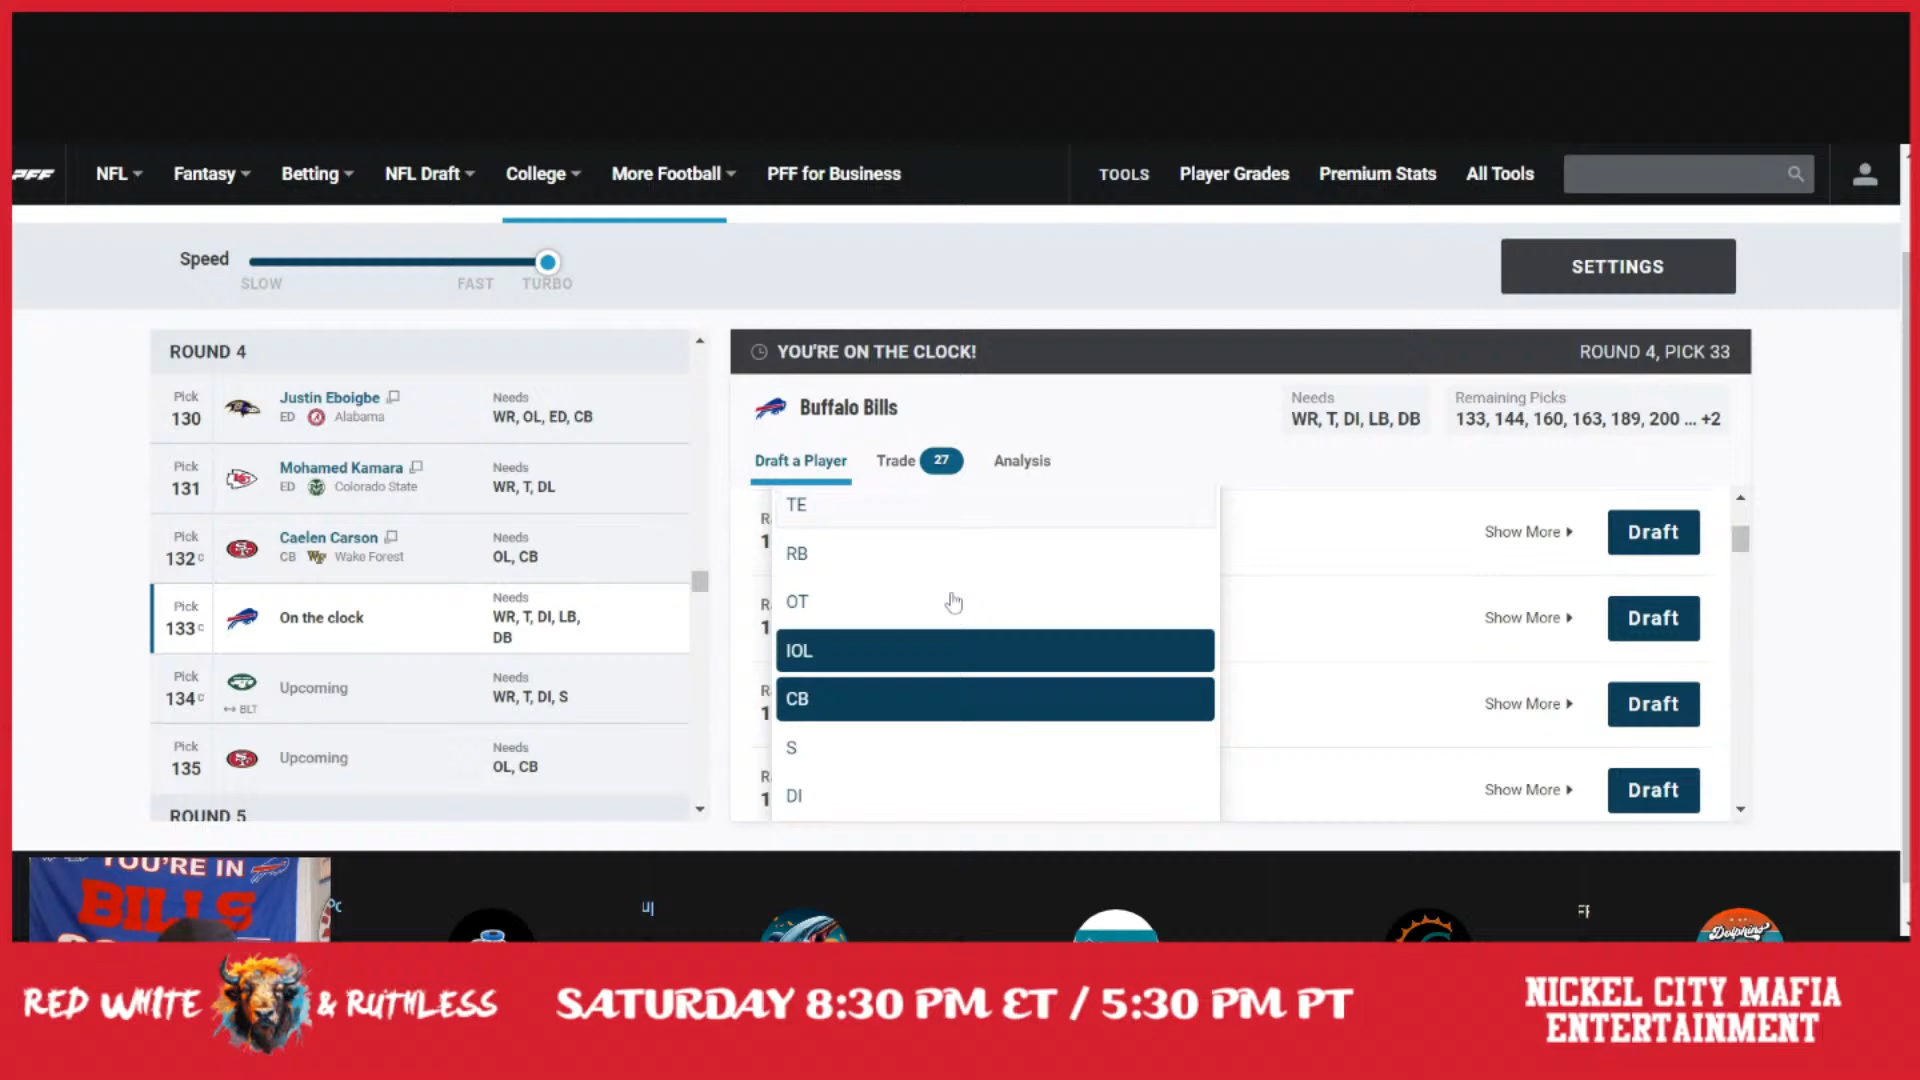 PFF
NFL
Fantasy
Betting
NFL Draft
College
More Football
PFF for Business
TOOLS
Player Grades
Premium Stats
All Tools
Speed
SLOW
FAST
TURBO
SETTINGS
ROUND 4
Pick
130
Justin Eboigbe
ED Alabama
Needs
WR, OL, ED, CB
Pick
131
Mohamed Kamara
ED Colorado State
Needs
WR, T, DL
Pick
132 c
Caelen Carson
CB WF Wake Forest
Needs
OL, CB
Pick
133 c
On the clock
Needs
WR, T, DI, LB,
DB
Pick
134 c
↔ BLT
Upcoming
Needs
WR, T, DI, S
Pick
135
Upcoming
Needs
OL, CB
ROUND 5
YOU'RE ON THE CLOCK!
ROUND 4, PICK 33
Buffalo Bills
Needs
WR, T, DI, LB, DB
Remaining Picks
133, 144, 160, 163, 189, 200 ... +2
Draft a Player
Trade 27
Analysis
TE
RB
OT
IOL
CB
S
DI
Show More
Draft
Show More
Draft
Show More
Draft
Show More
Draft
YOU'RE IN
BILLS
Dolphins
RED WHITE & RUTHLESS
SATURDAY 8:30 PM ET / 5:30 PM PT
NICKEL CITY MAFIA
ENTERTAINMENT